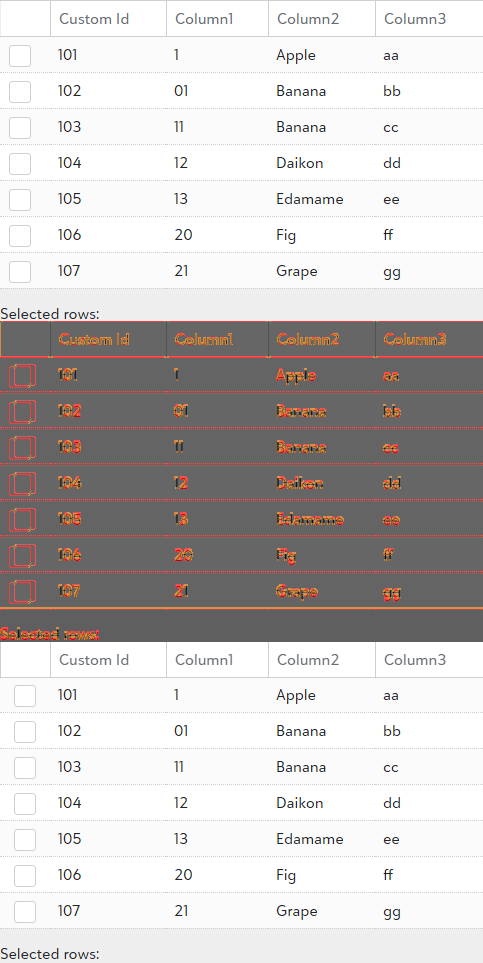 Custom Id Column1 Column2 Column3
101 1 Apple aa
102 01 Banana bb
103 11 Banana cc
104 12 Daikon dd
105 13 Edamame ee
106 20 Fig ff
107 21 Grape gg
Selected rows:
Custom Id Column1 Column2 Column3
101 1 Apple aa
102 01 Banana bb
103 11 Banana cc
104 12 Daikon dd
105 13 Edamame ee
106 20 Fig ff
107 21 Grape gg
Selected rows:
Custom Id Column1 Column2 Column3
101 1 Apple aa
102 01 Banana bb
103 11 Banana cc
104 12 Daikon dd
105 13 Edamame ee
106 20 Fig ff
107 21 Grape gg
Selected rows: